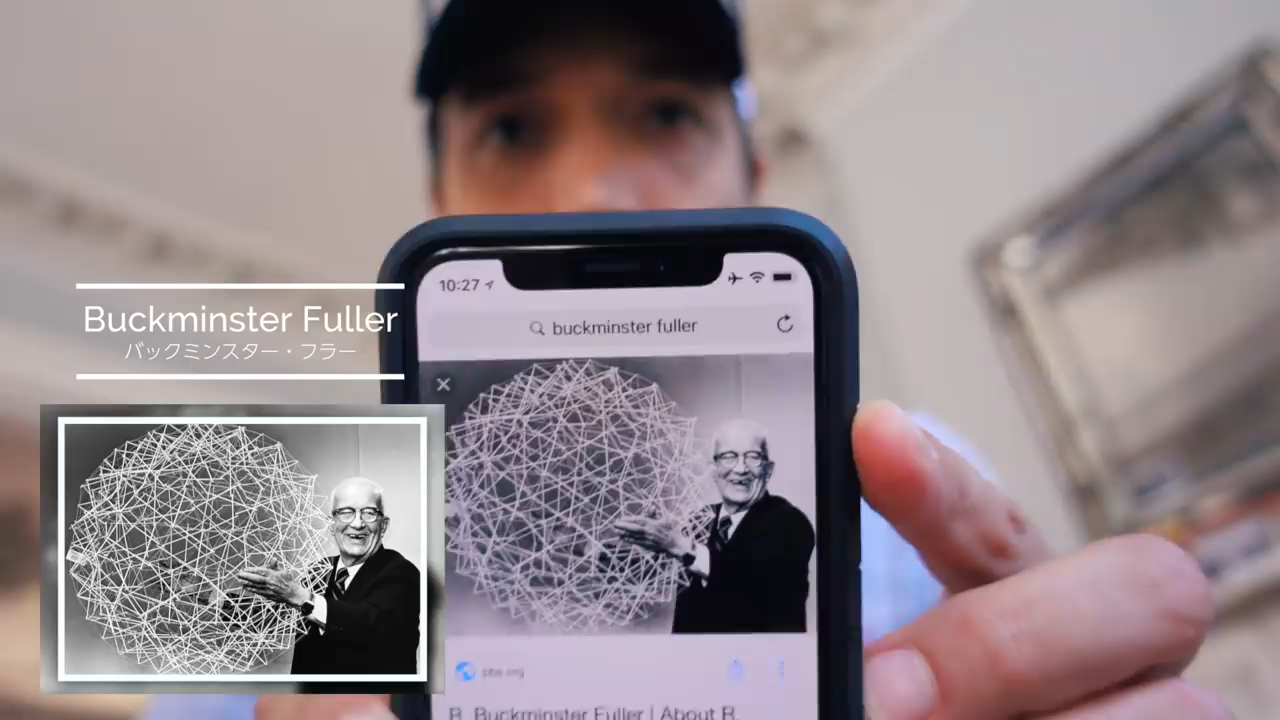 10:27
buckminster fuller
Buckminster Fuller
バックミンスター・フラー
pbs.org
B. Buckminster Fuller | About B.